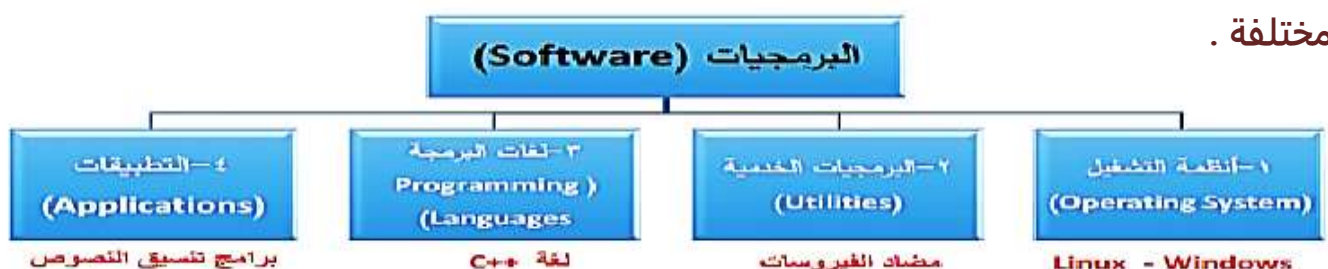 مختلفة .
البرمجيات (Software)
١-أنظمة التشغيل
(Operating System)
Linux - Windows
٢-البرمجيات الخدمية
(Utilities)
مضاد الفيروسات
٣-لغات البرمجة
Programming )
(Languages
لغة C++
٤-التطبيقات
(Applications)
برامج تنسيق النصوص